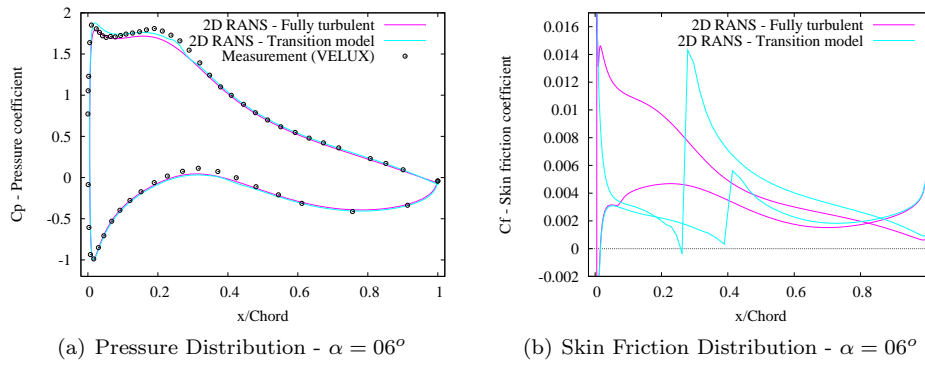 2D RANS - Fully turbulent
2D RANS - Transition model
Measurement (VELUX)
Cp - Pressure coefficient
2
1.5
1
0.5
0
-0.5
-1
0 0.2 0.4 0.6 0.8 1
x/Chord
(a) Pressure Distribution - α = 06°
2D RANS - Fully turbulent
2D RANS - Transition model
Cf - Skin friction coefficient
0.016
0.014
0.012
0.01
0.008
0.006
0.004
0.002
0
-0.002
0 0.2 0.4 0.6 0.8
x/Chord
(b) Skin Friction Distribution - α = 06°